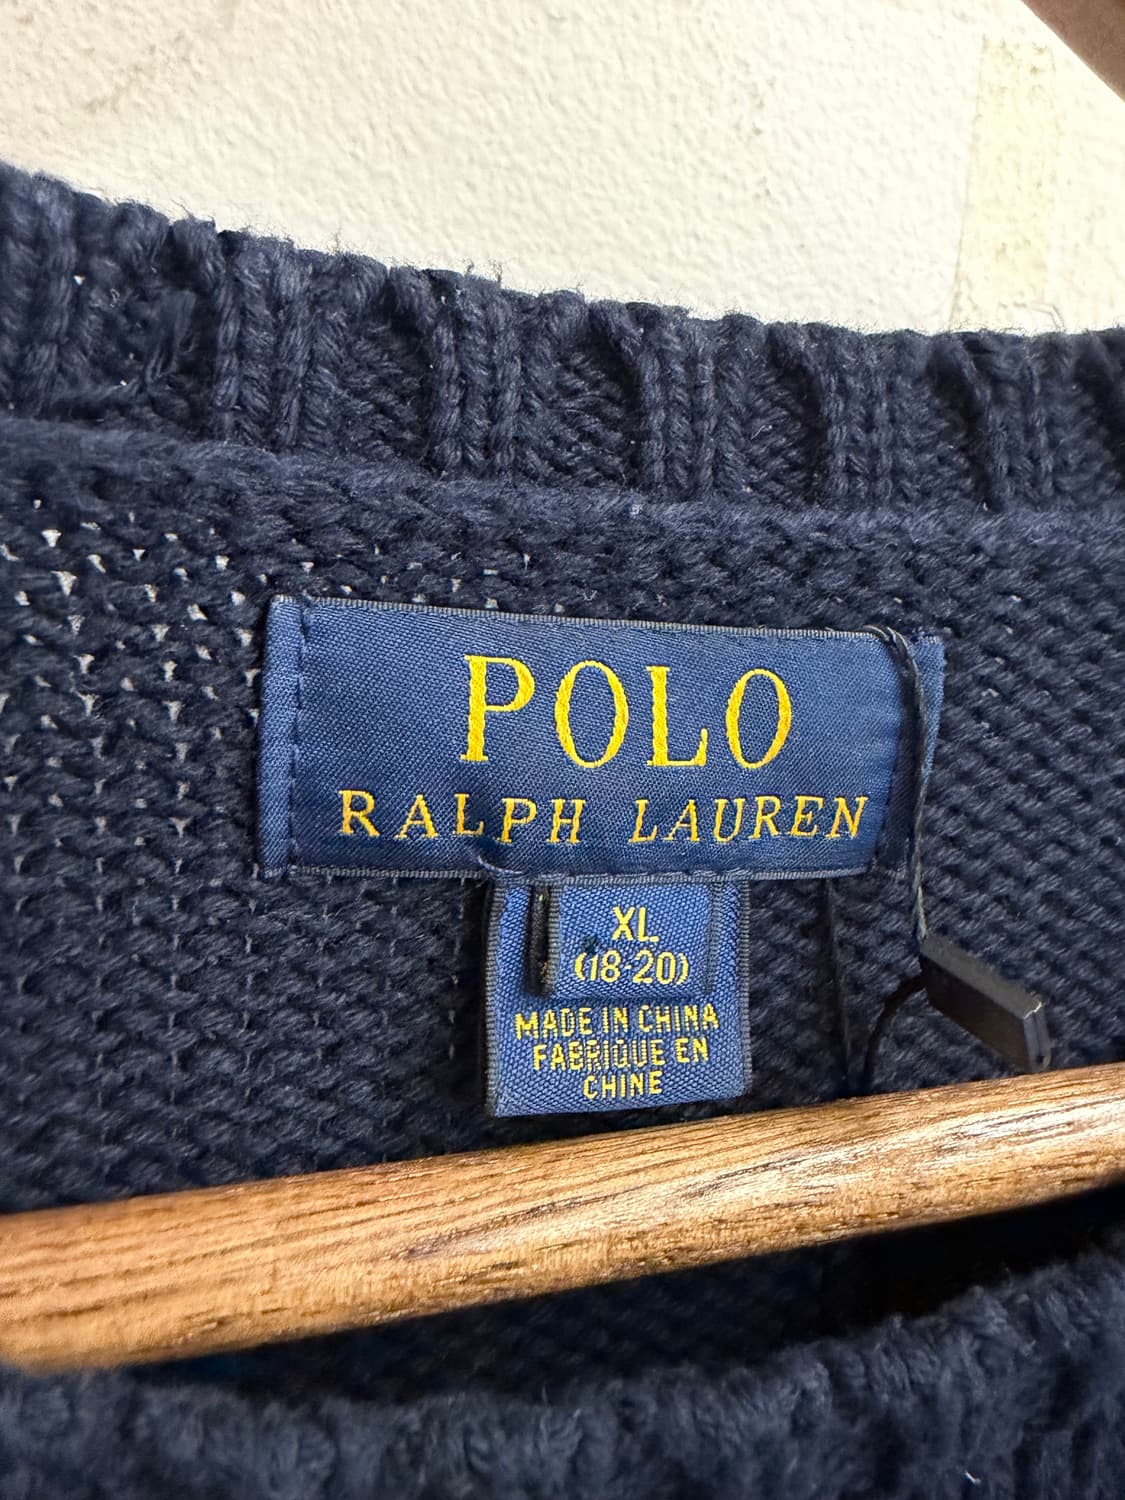 POLO
RALPH LAUREN
XL
(18-20)
MADE IN CHINA
FABRIQUE EN
CHINE